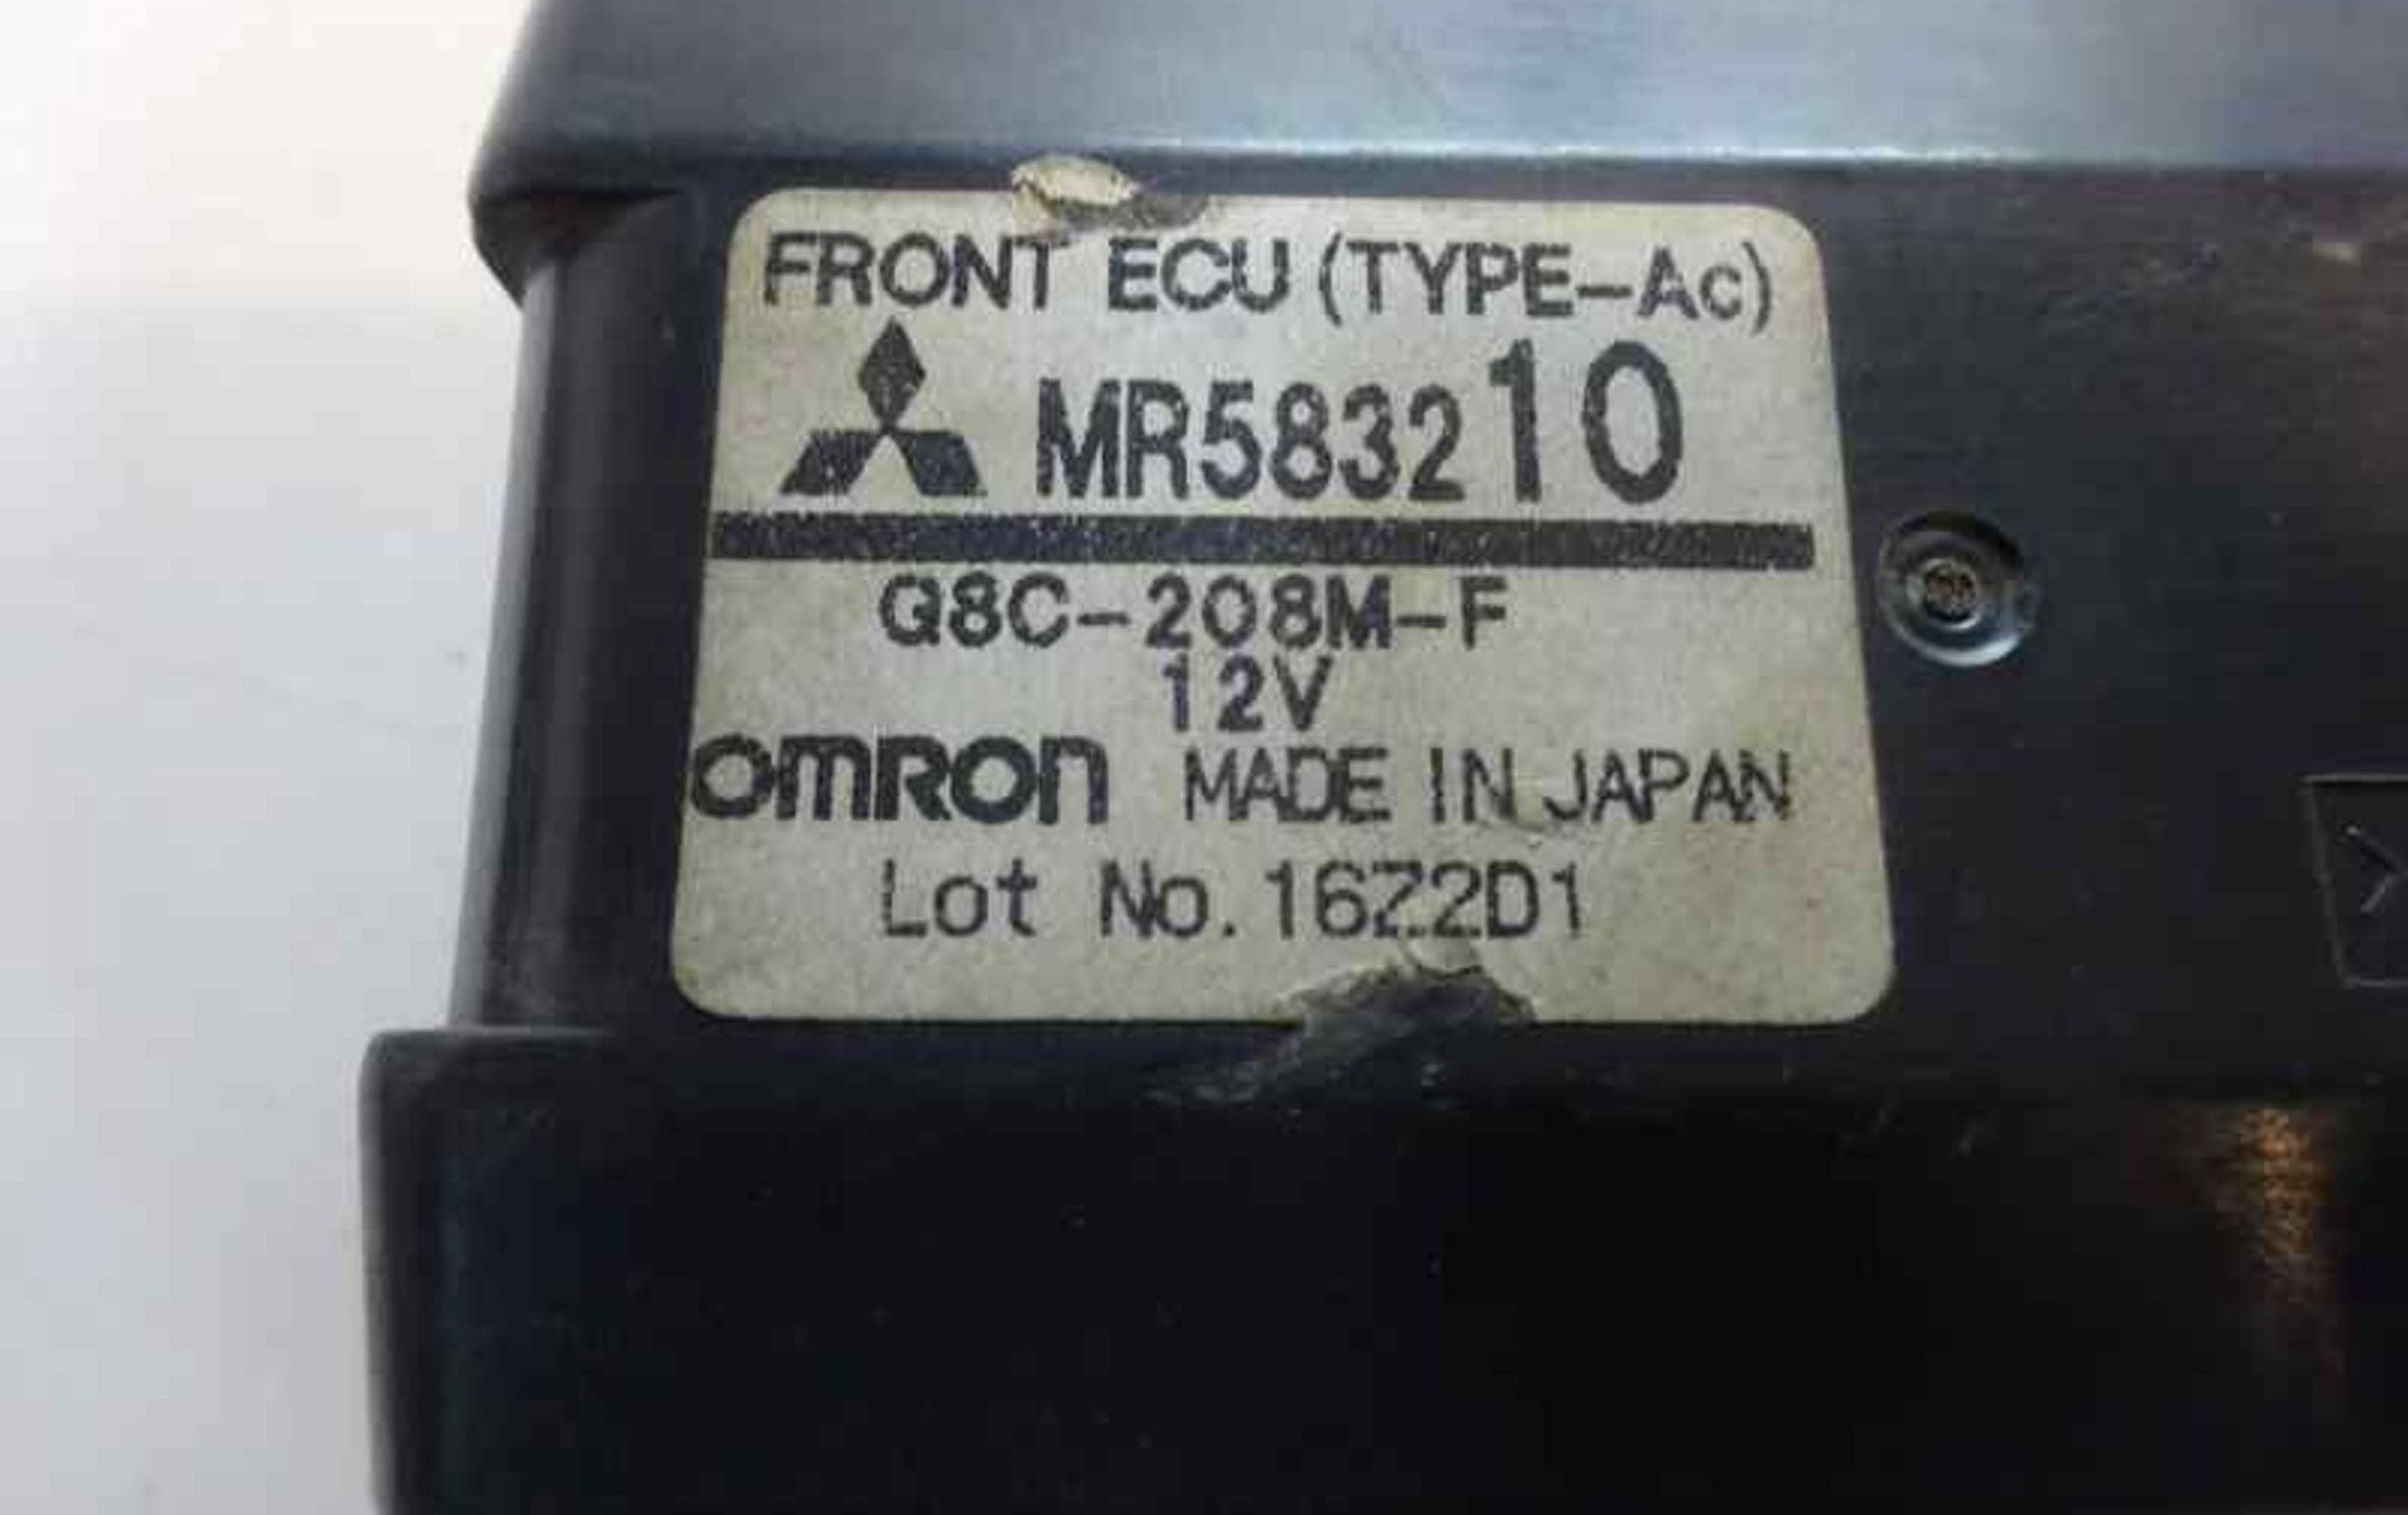 FRONT ECU (TYPE-Ac)
MR583210
G8C-208M-F
12V
OMRON MADE IN JAPAN
Lot No. 16Z2D1